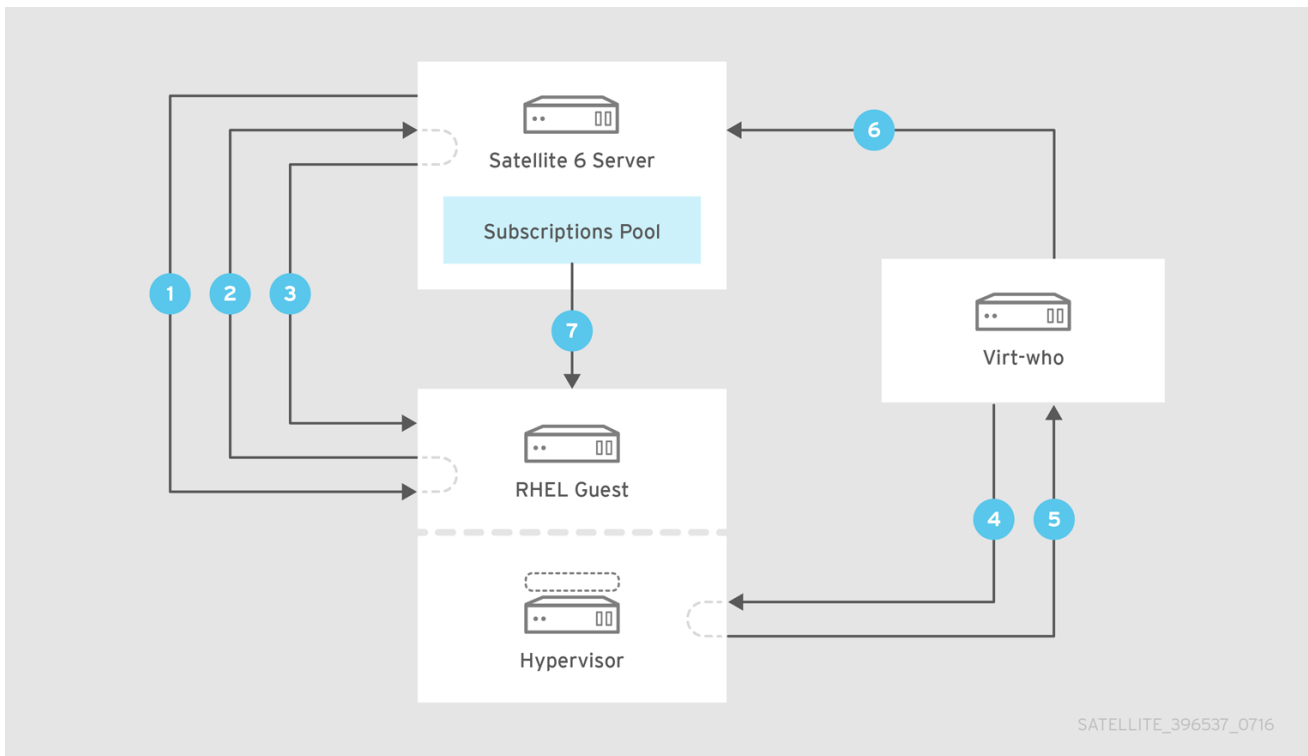 Satellite 6 Server
6
Subscriptions Pool
1
2
3
7
Virt-who
RHEL Guest
4
5
Hypervisor
SATELLITE_396537_0716